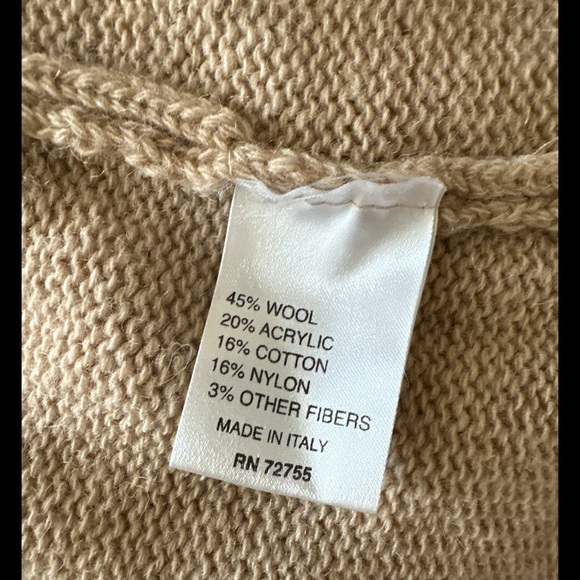 45% WOOL
20% ACRYLIC
16% COTTON
16% NYLON
3% OTHER FIBERS
MADE IN ITALY
RN 72755